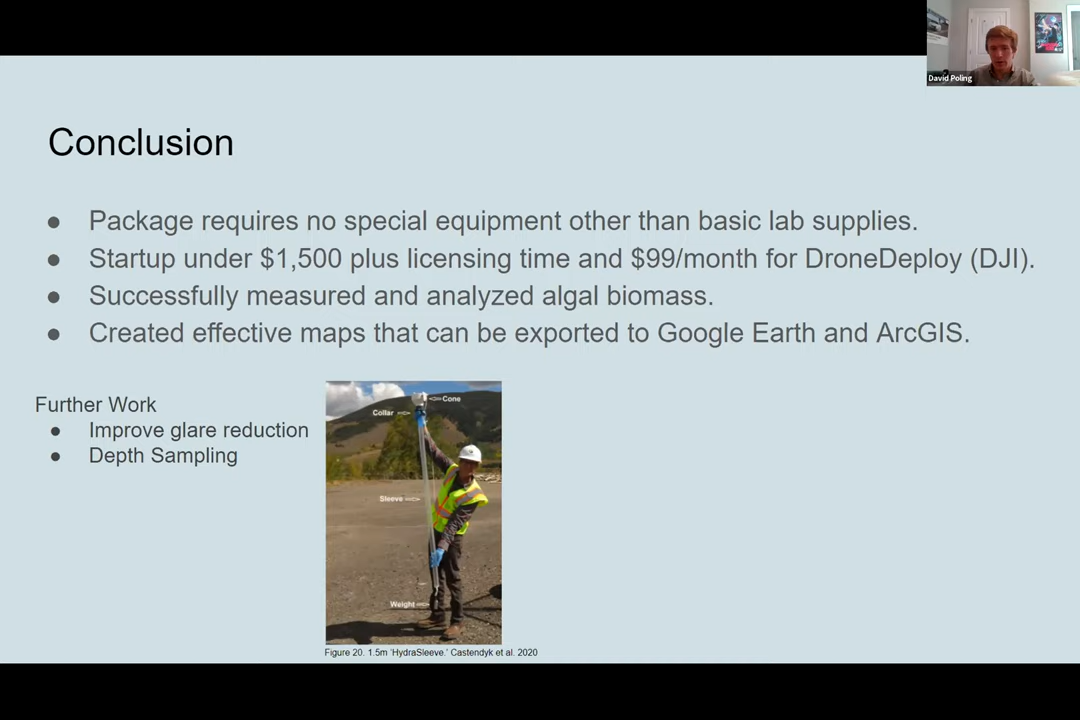 David Poling
Conclusion
● Package requires no special equipment other than basic lab supplies.
● Startup under $1,500 plus licensing time and $99/month for DroneDeploy (DJI).
● Successfully measured and analyzed algal biomass.
● Created effective maps that can be exported to Google Earth and ArcGIS.
Further Work
● Improve glare reduction
● Depth Sampling
Cone
Collar
Sleeve
Weight
Figure 20. 1.5m 'HydraSleeve.' Castendyk et al. 2020